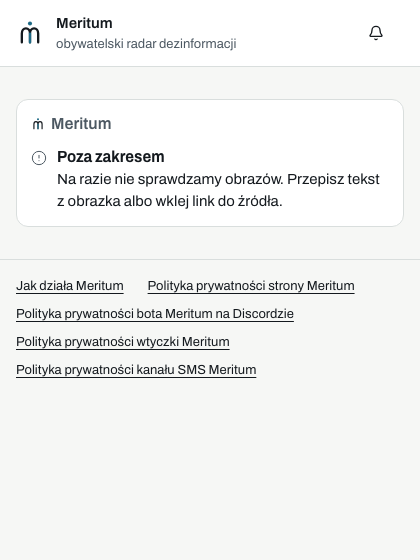 Meritum
obywatelski radar dezinformacji
Meritum
Poza zakresem
Na razie nie sprawdzamy obrazów. Przepisz tekst
z obrazka albo wklej link do źródła.
Jak działa Meritum Polityka prywatności strony Meritum
Polityka prywatności bota Meritum na Discordzie
Polityka prywatności wtyczki Meritum
Polityka prywatności kanału SMS Meritum